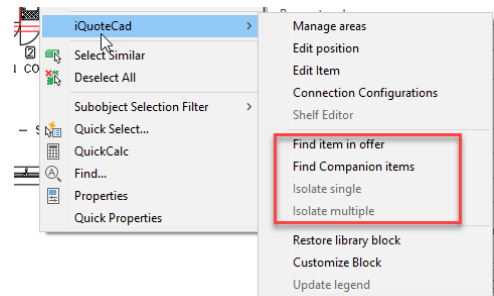 iQuoteCad >
Select Similar
Deselect All
Subobject Selection Filter >
Quick Select...
QuickCalc
Find...
Properties
Quick Properties
Manage areas
Edit position
Edit Item
Connection Configurations
Shelf Editor
Find item in offer
Find Companion items
Isolate single
Isolate multiple
Restore library block
Customize Block
Update legend
2
CO